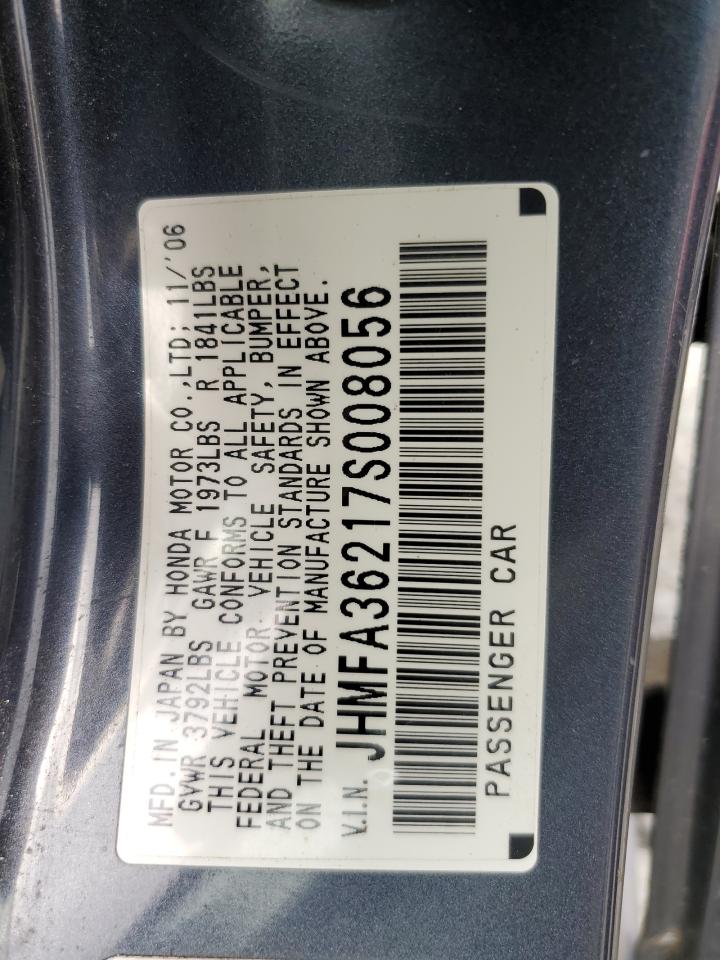 MFD.IN JAPAN BY HONDA MOTOR CO.,LTD; 11/'06
GVWR 3792LBS GAWR F 1973LBS R 1841LBS
THIS VEHICLE CONFORMS TO ALL APPLICABLE
FEDERAL MOTOR VEHICLE SAFETY, BUMPER,
AND THEFT PREVENTION STANDARDS IN EFFECT
ON THE DATE OF MANUFACTURE SHOWN ABOVE.
V.I.N. JHMFA36217S008056
PASSENGER CAR